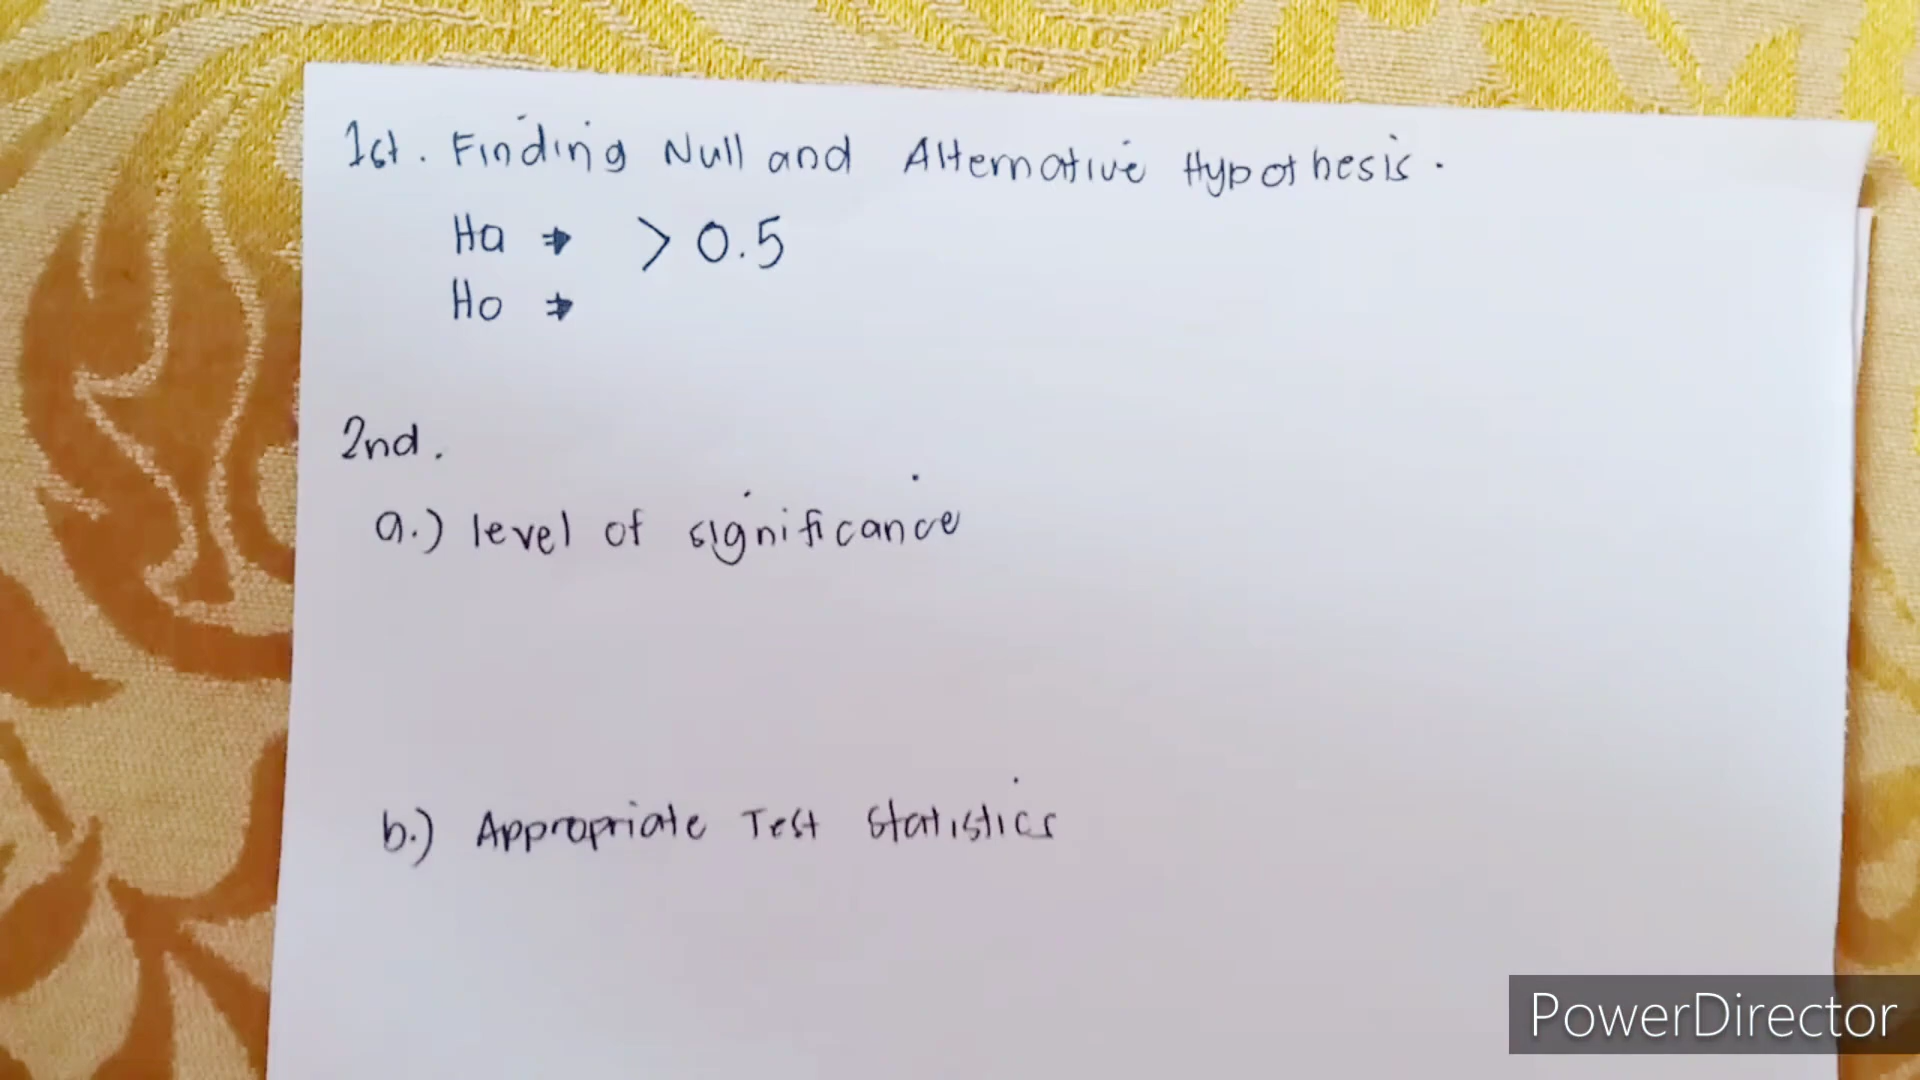 1st. Finding Null and Alternative Hypothesis.
Ha ⇒ > 0.5
Ho ⇒
2nd.
a.) level of significance
b.) Appropriate Test Statistics
PowerDirector